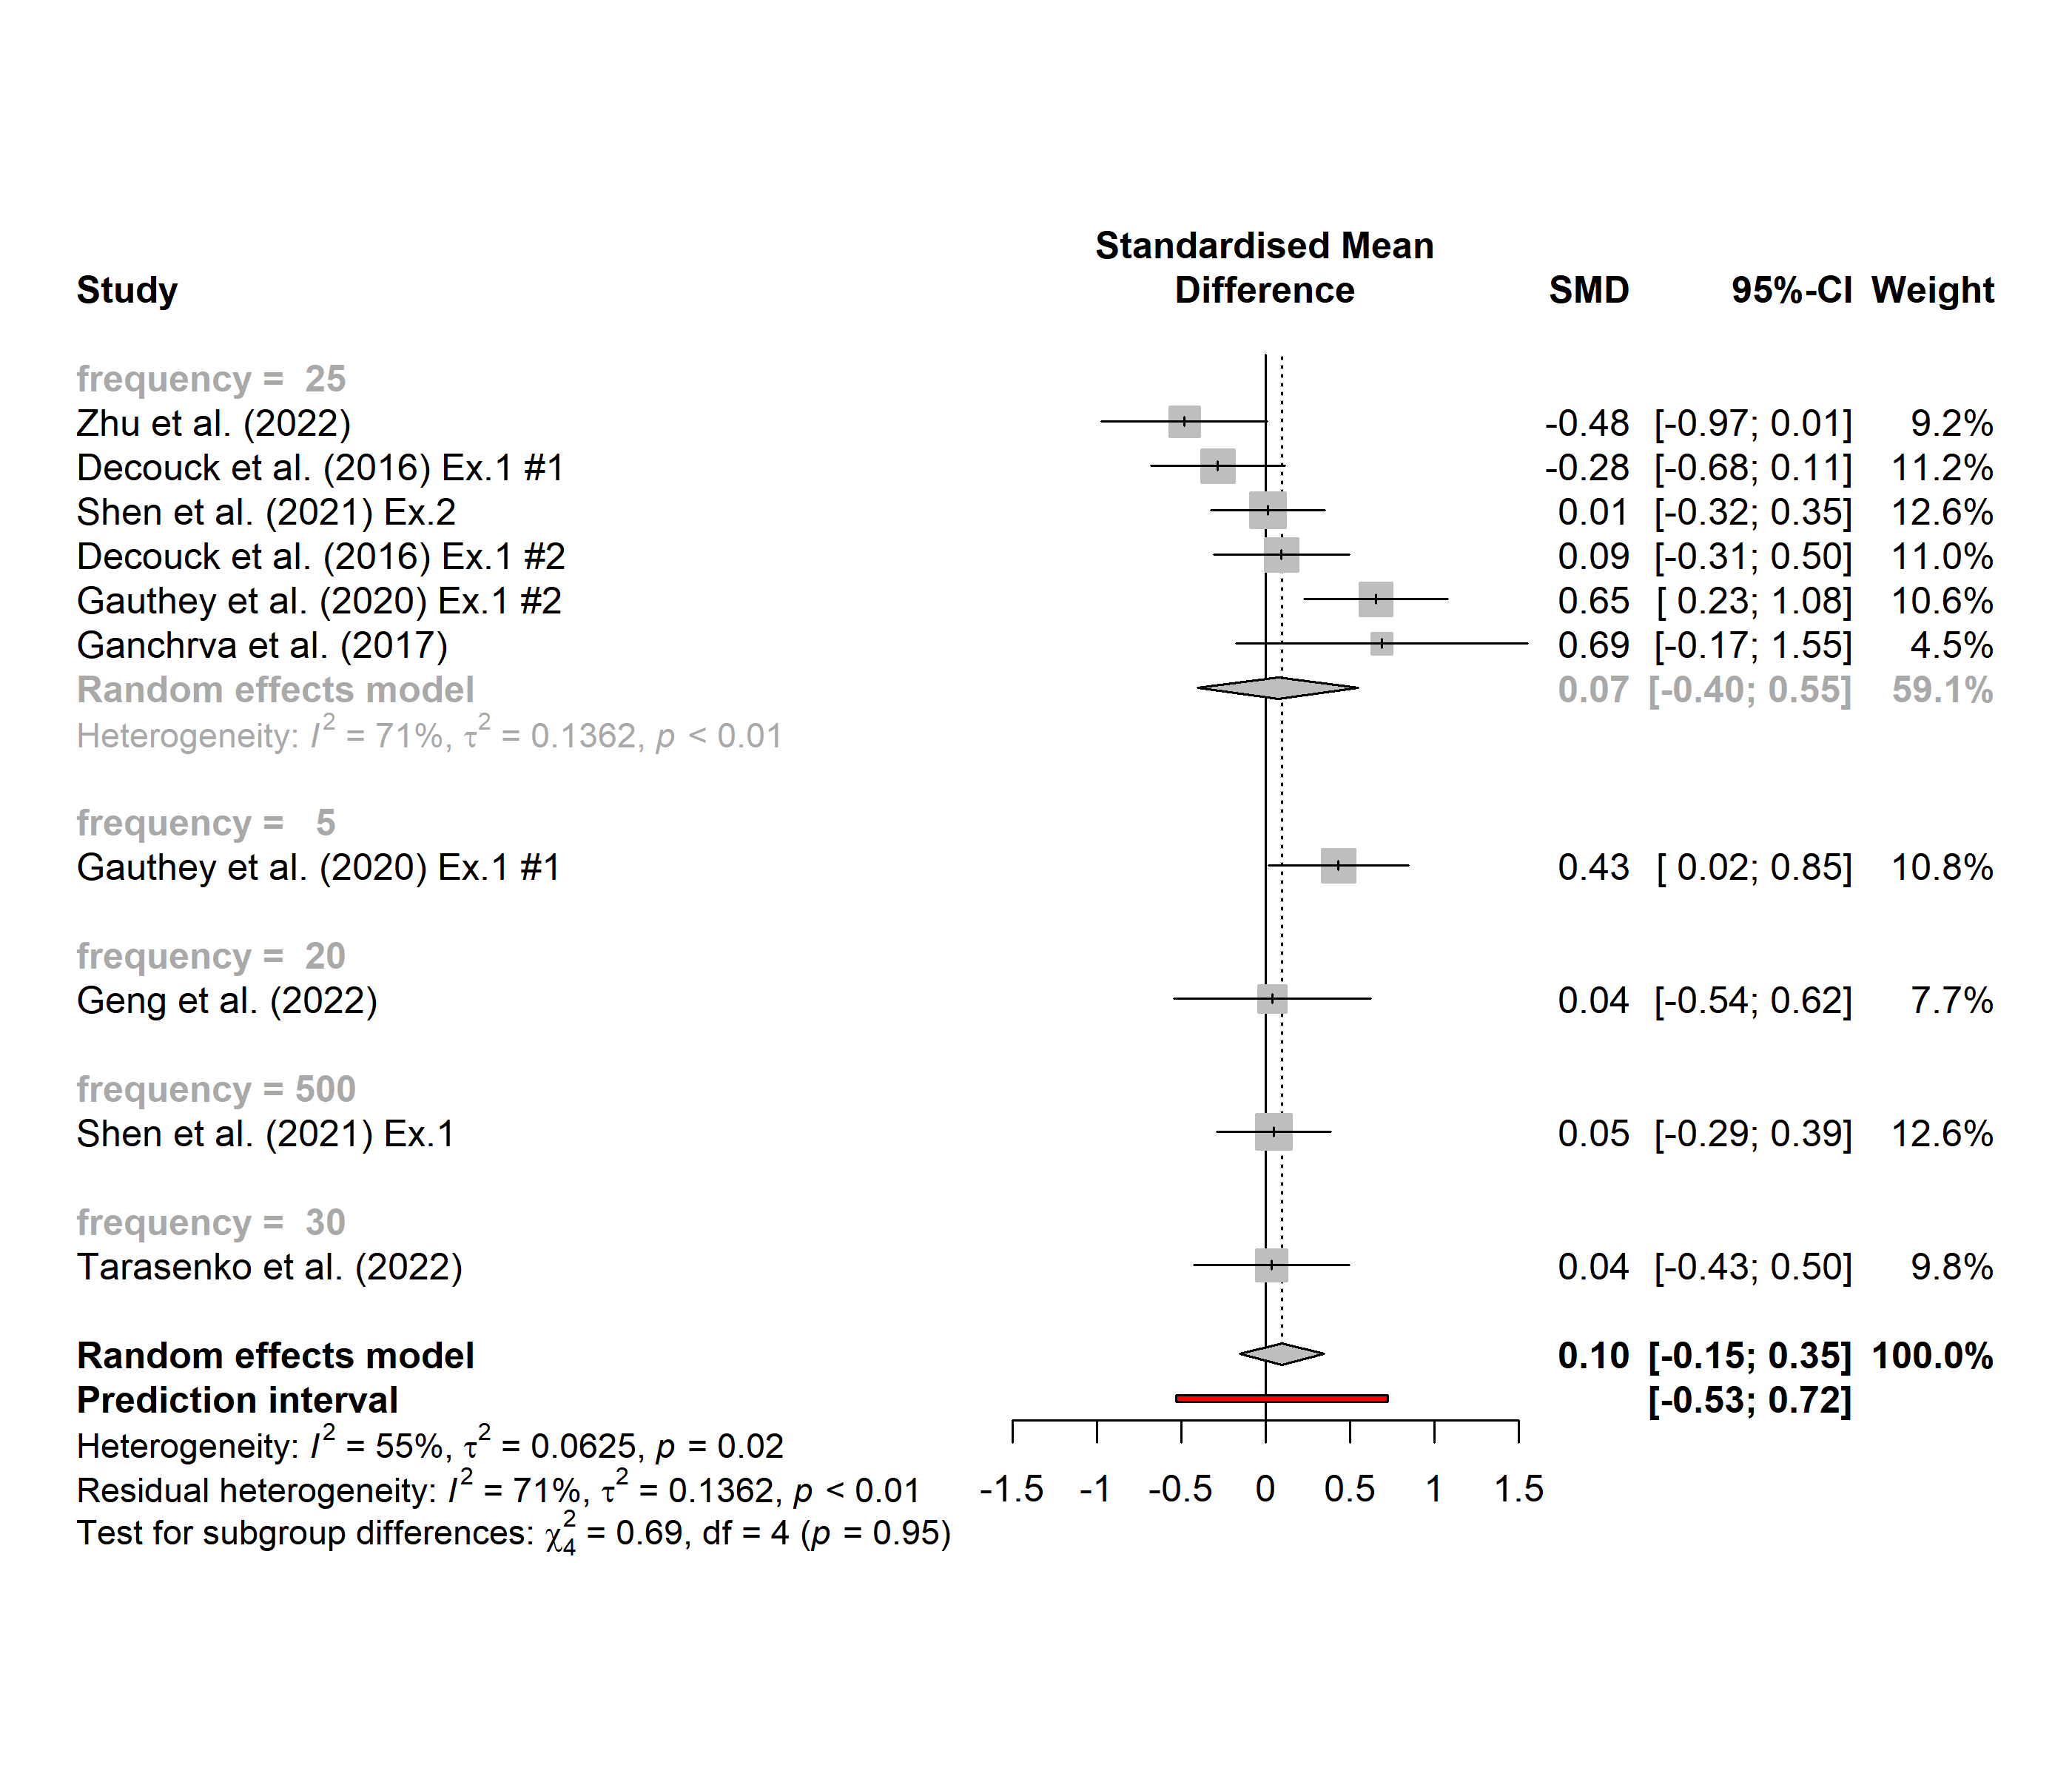 Standardised Mean
Study Difference SMD 95%-CI Weight
frequency = 25
Zhu et al. (2022) -0.48 [-0.97; 0.01] 9.2%
Decouck et al. (2016) Ex.1 #1 -0.28 [-0.68; 0.11] 11.2%
Shen et al. (2021) Ex.2 0.01 [-0.32; 0.35] 12.6%
Decouck et al. (2016) Ex.1 #2 0.09 [-0.31; 0.50] 11.0%
Gauthey et al. (2020) Ex.1 #2 0.65 [ 0.23; 1.08] 10.6%
Ganchrva et al. (2017) 0.69 [-0.17; 1.55] 4.5%
Random effects model 0.07 [-0.40; 0.55] 59.1%
Heterogeneity: I² = 71%, τ² = 0.1362, p < 0.01
frequency = 5
Gauthey et al. (2020) Ex.1 #1 0.43 [ 0.02; 0.85] 10.8%
frequency = 20
Geng et al. (2022) 0.04 [-0.54; 0.62] 7.7%
frequency = 500
Shen et al. (2021) Ex.1 0.05 [-0.29; 0.39] 12.6%
frequency = 30
Tarasenko et al. (2022) 0.04 [-0.43; 0.50] 9.8%
Random effects model 0.10 [-0.15; 0.35] 100.0%
Prediction interval [-0.53; 0.72]
Heterogeneity: I² = 55%, τ² = 0.0625, p = 0.02
Residual heterogeneity: I² = 71%, τ² = 0.1362, p < 0.01 -1.5 -1 -0.5 0 0.5 1 1.5
Test for subgroup differences: χ²₄ = 0.69, df = 4 (p = 0.95)